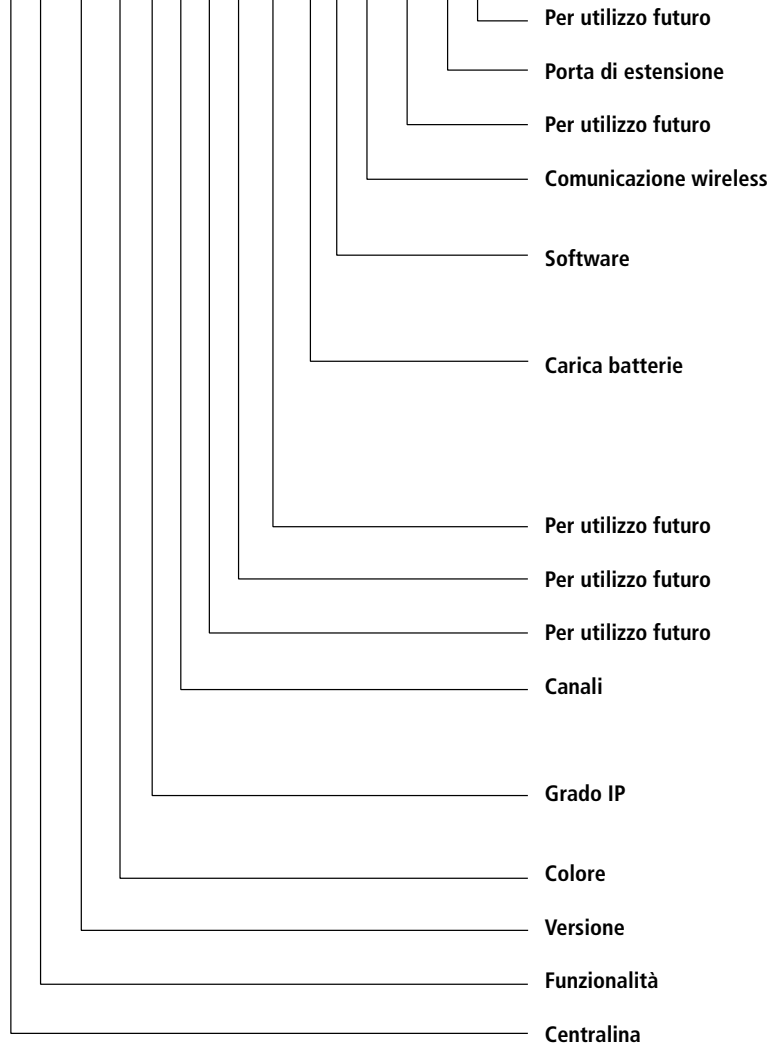 Per utilizzo futuro
Porta di estensione
Per utilizzo futuro
Comunicazione wireless
Software
Carica batterie
Per utilizzo futuro
Per utilizzo futuro
Per utilizzo futuro
Canali
Grado IP
Colore
Versione
Funzionalità
Centralina